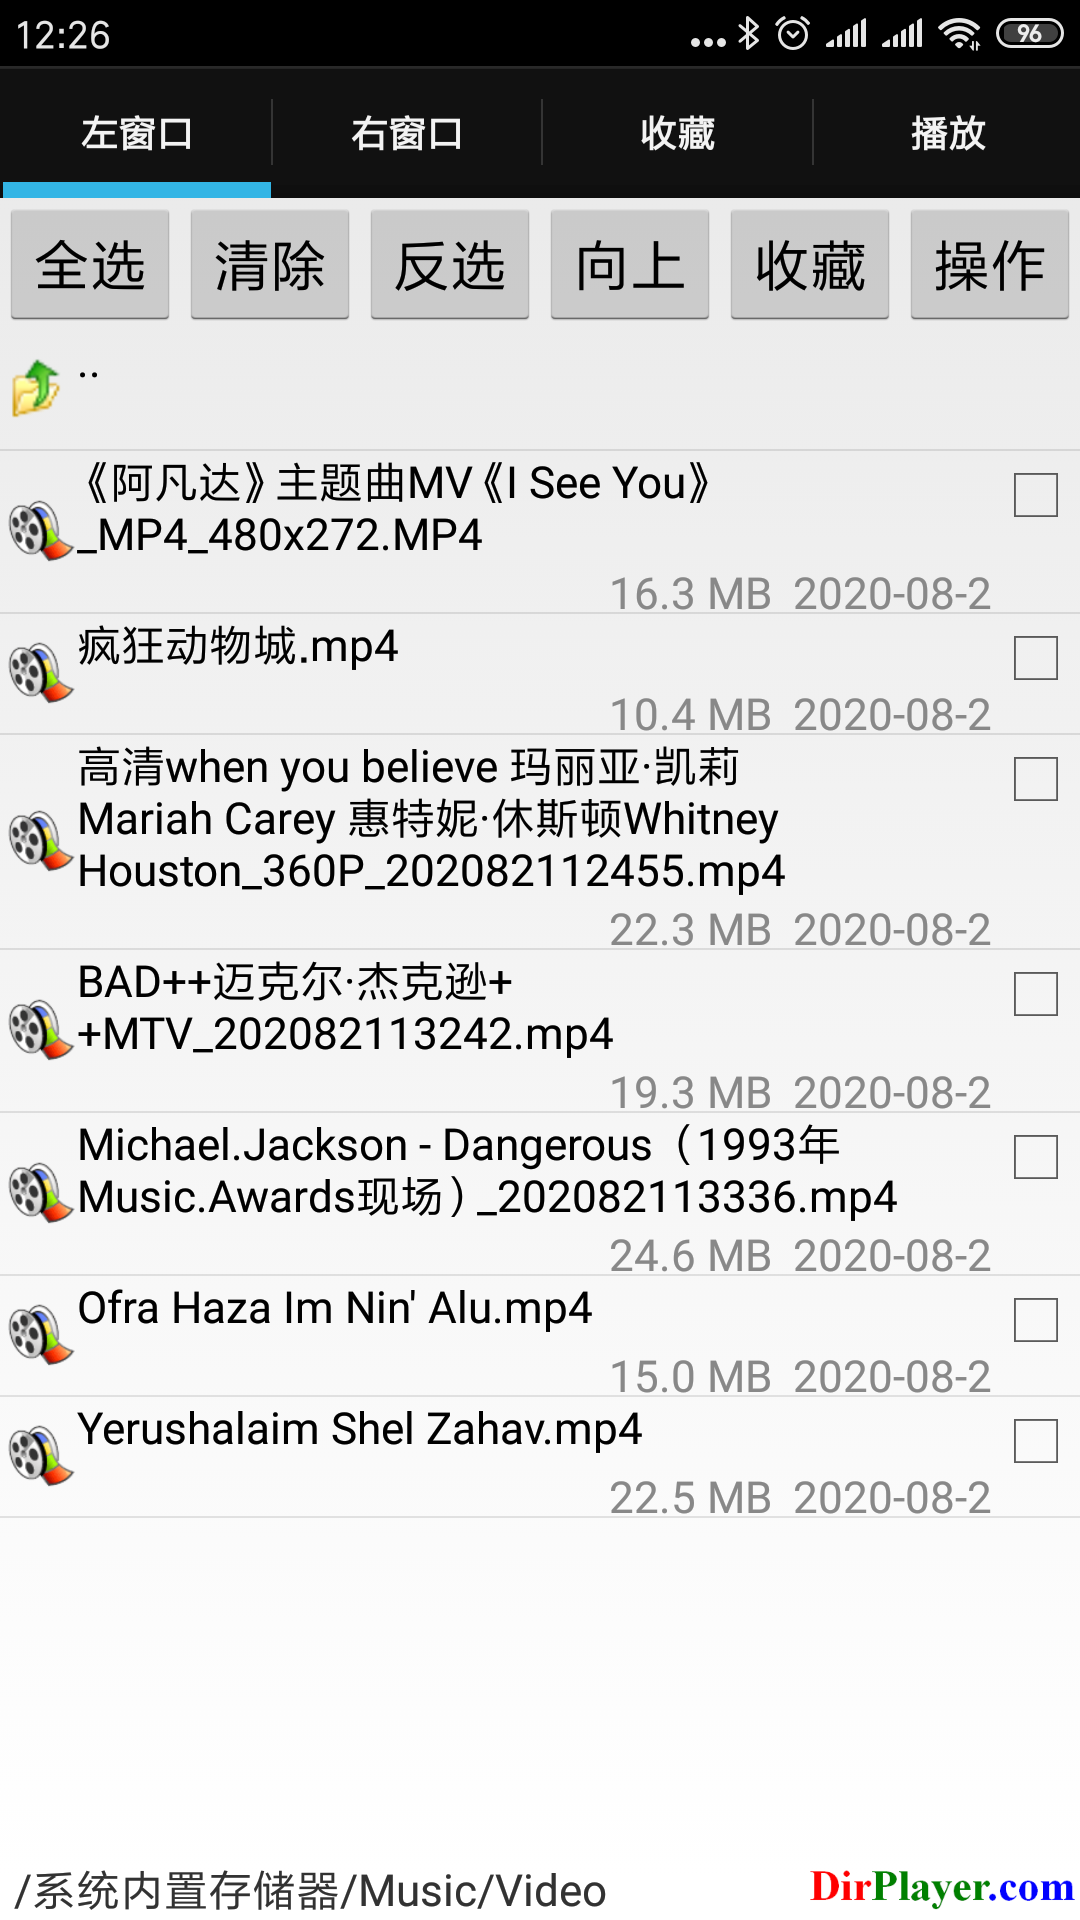 12:26
96
左窗口 右窗口 收藏 播放
全选 清除 反选 向上 收藏 操作
..
《阿凡达》主题曲MV《I See You》
_MP4_480x272.MP4
16.3 MB 2020-08-2
疯狂动物城.mp4
10.4 MB 2020-08-2
高清when you believe 玛丽亚·凯莉
Mariah Carey 惠特妮·休斯顿Whitney
Houston_360P_202082112455.mp4
22.3 MB 2020-08-2
BAD++迈克尔·杰克逊+
+MTV_202082113242.mp4
19.3 MB 2020-08-2
Michael.Jackson - Dangerous（1993年
Music.Awards现场）_202082113336.mp4
24.6 MB 2020-08-2
Ofra Haza Im Nin' Alu.mp4
15.0 MB 2020-08-2
Yerushalaim Shel Zahav.mp4
22.5 MB 2020-08-2
/系统内置存储器/Music/Video
DirPlayer.com